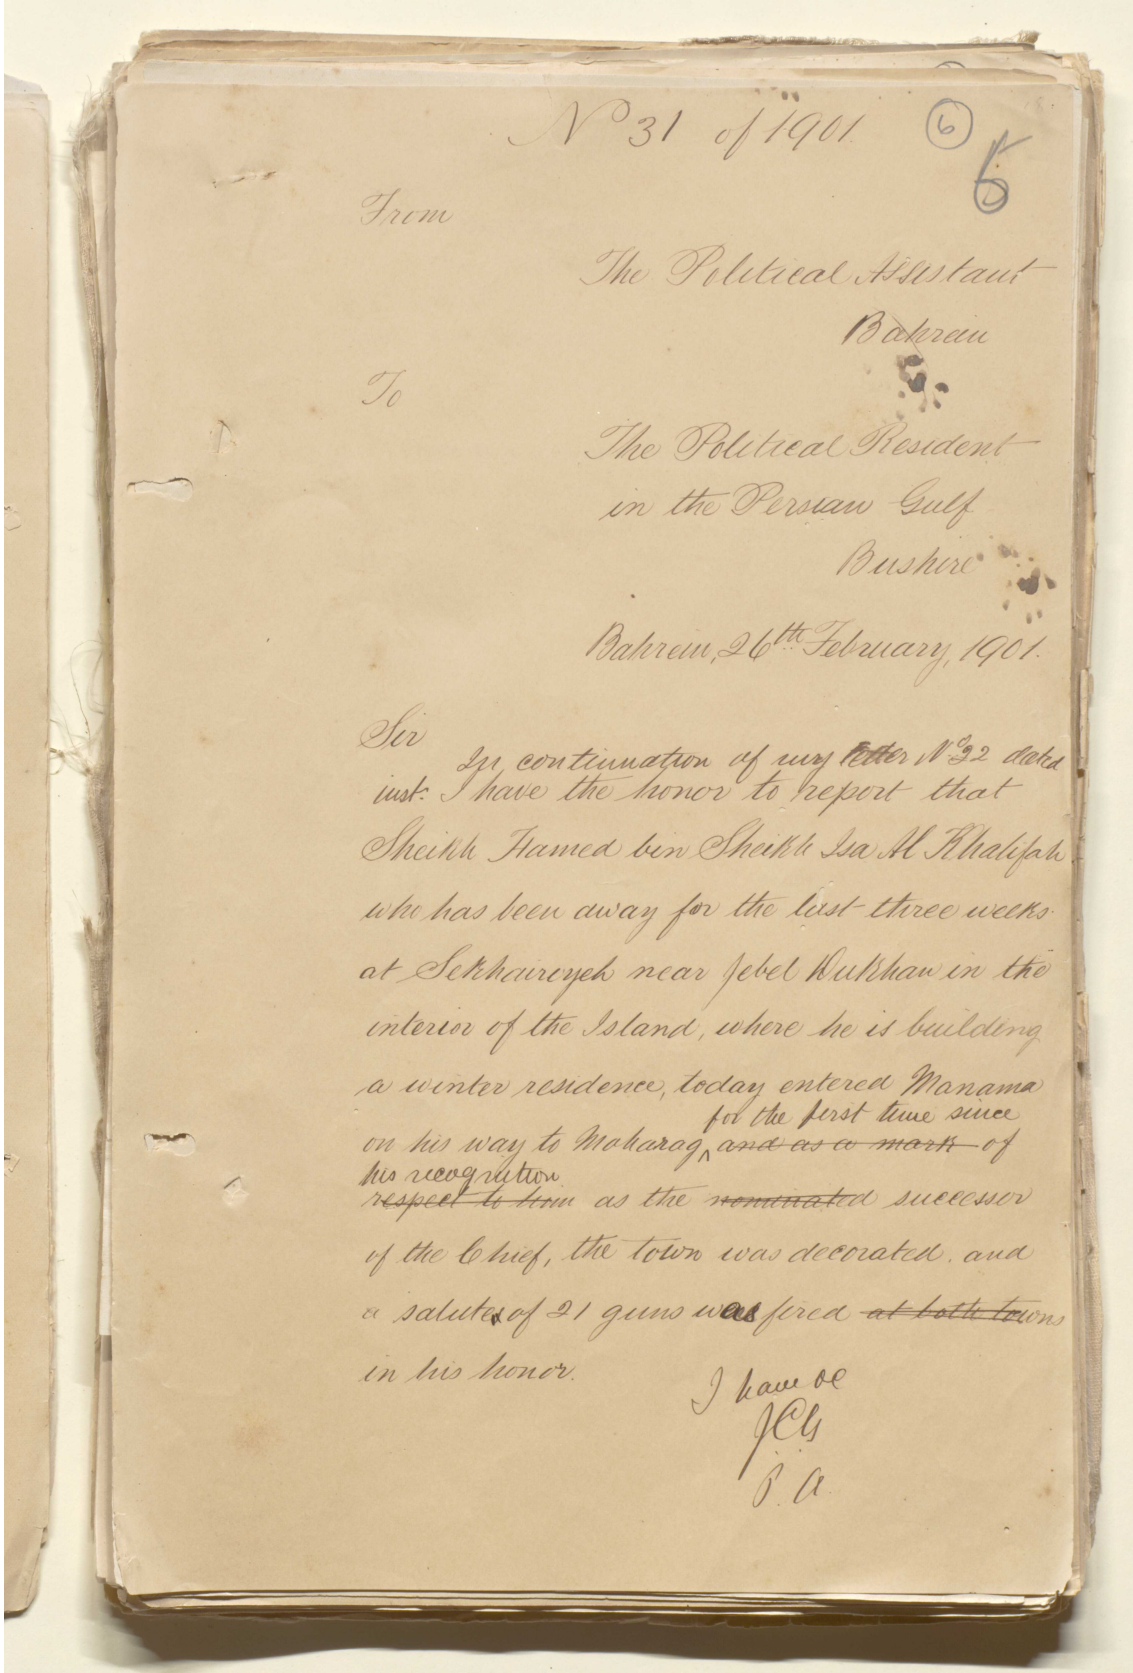 No 31 of 1901.
6
6
From
The Political Assistant
Bahrein
To
The Political Resident
in the Persian Gulf
Bushire
Bahrein, 26th February, 1901.
Sir
In continuation of my letter No 22 dated
inst. I have the honor to report that
Sheikh Hamed bin Sheikh Isa Al Khalifah
who has been away for the last three weeks
at Sekhaireyeh near Jebel Dukhan in the
interior of the Island, where he is building
a winter residence, today entered Manama
for the first time since
on his way to Moharag, and as a mark of
his recognition
respect to him as the nominated successor
of the Chief, the town was decorated, and
a salute of 21 guns was fired at both towns
in his honor.
I have &c
JCG
P. A.